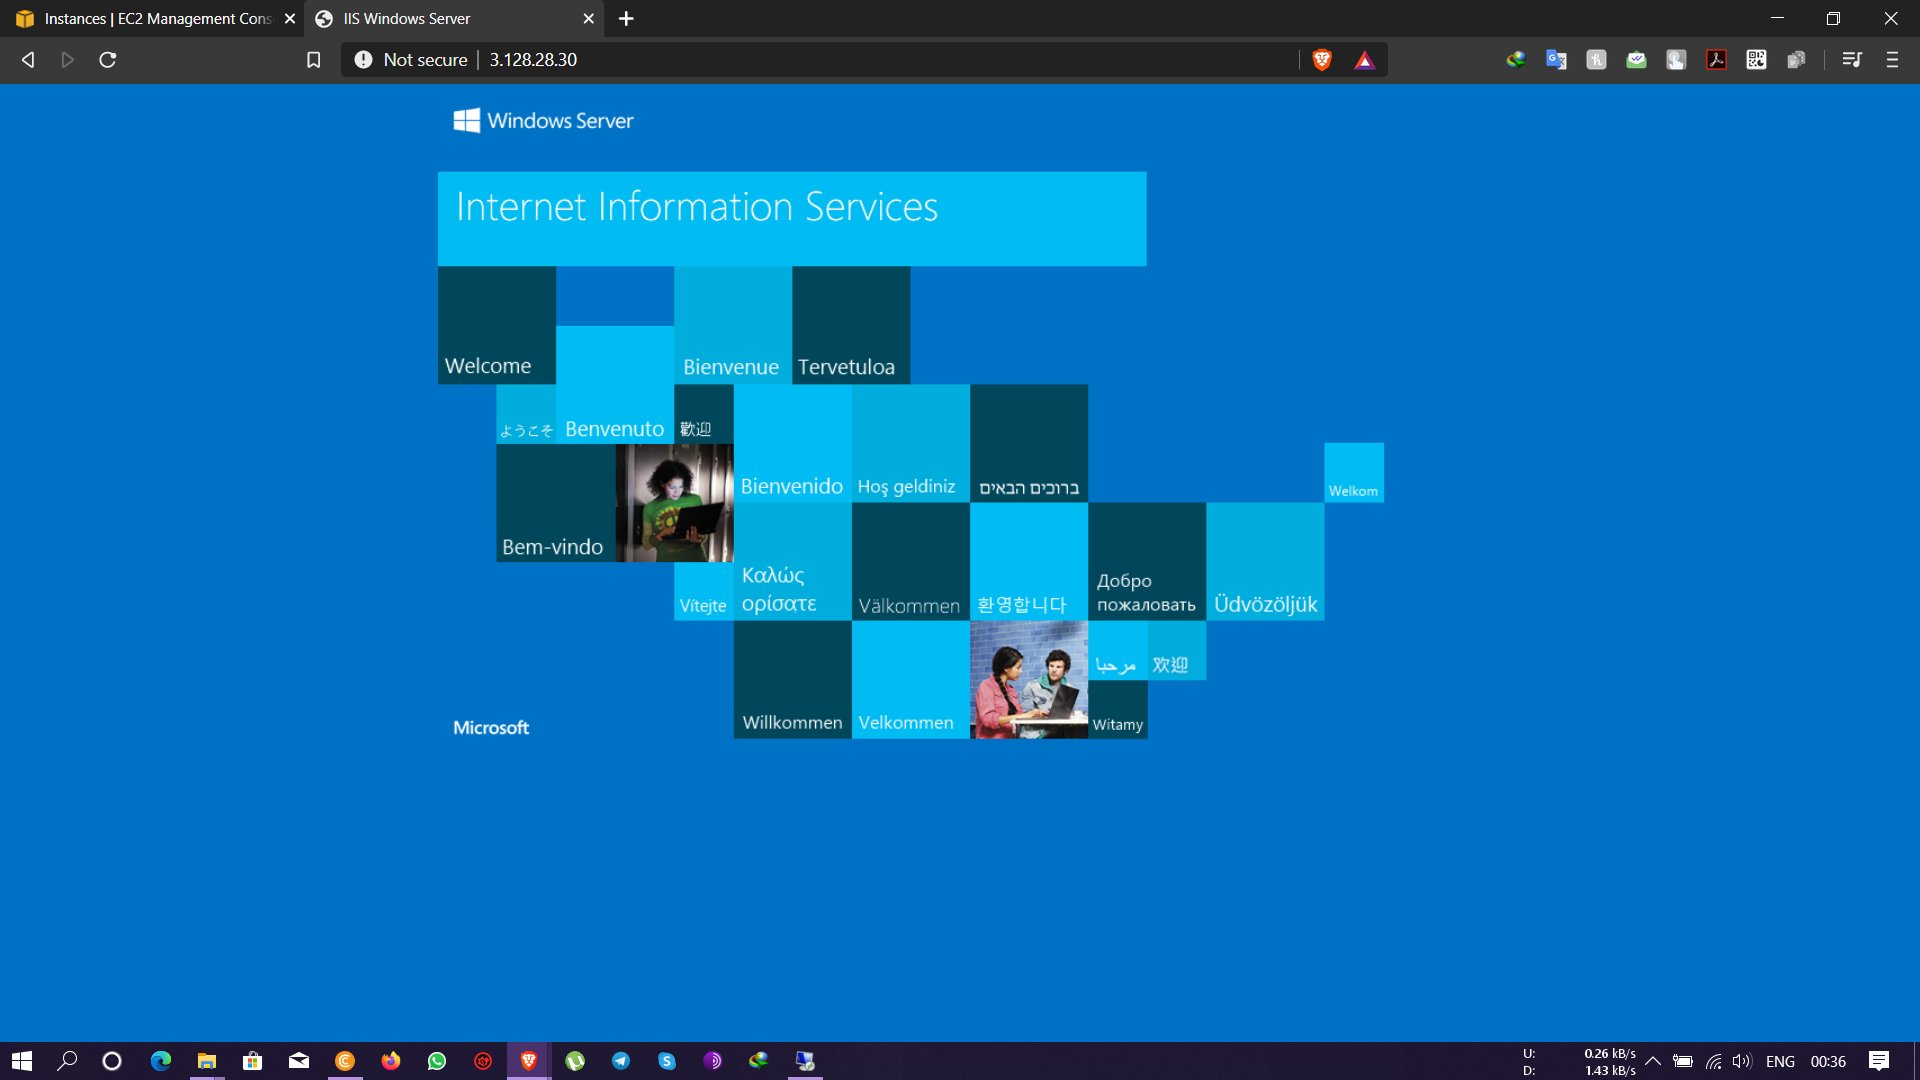 Instances | EC2 Management Cons
IIS Windows Server
Not secure
3.128.28.30
Windows Server
Internet Information Services
Welcome
Bienvenue
Tervetuloa
ようこそ
Benvenuto
歡迎
Bienvenido
Hoş geldiniz
ברוכים הבאים
Welkom
Bem-vindo
Καλώς
ορίσατε
Vítejte
Välkommen
환영합니다
Добро
пожаловать
Üdvözöljük
مرحبا
欢迎
Willkommen
Velkommen
Witamy
Microsoft
U: 0.26 kB/s
D: 1.43 kB/s
ENG
00:36